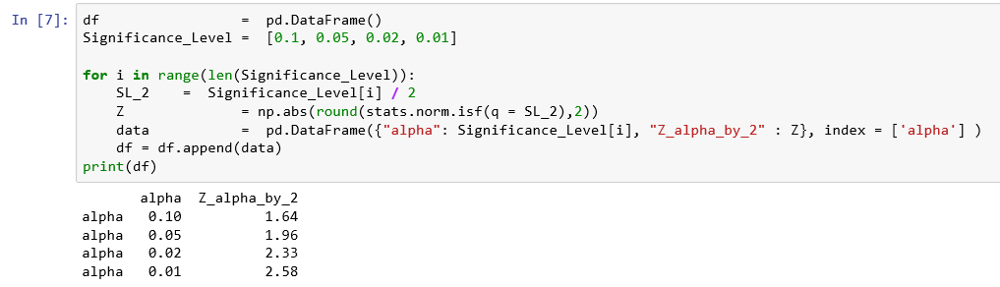 In [7]: df                 =  pd.DataFrame()
Significance_Level =  [0.1, 0.05, 0.02, 0.01]
for i in range(len(Significance_Level)):
    SL_2    =  Significance_Level[i] / 2
    Z              = np.abs(round(stats.norm.isf(q = SL_2),2))
    data           =  pd.DataFrame({"alpha": Significance_Level[i], "Z_alpha_by_2" : Z}, index = ['alpha'] )
    df = df.append(data)
print(df)
       alpha  Z_alpha_by_2
alpha   0.10          1.64
alpha   0.05          1.96
alpha   0.02          2.33
alpha   0.01          2.58